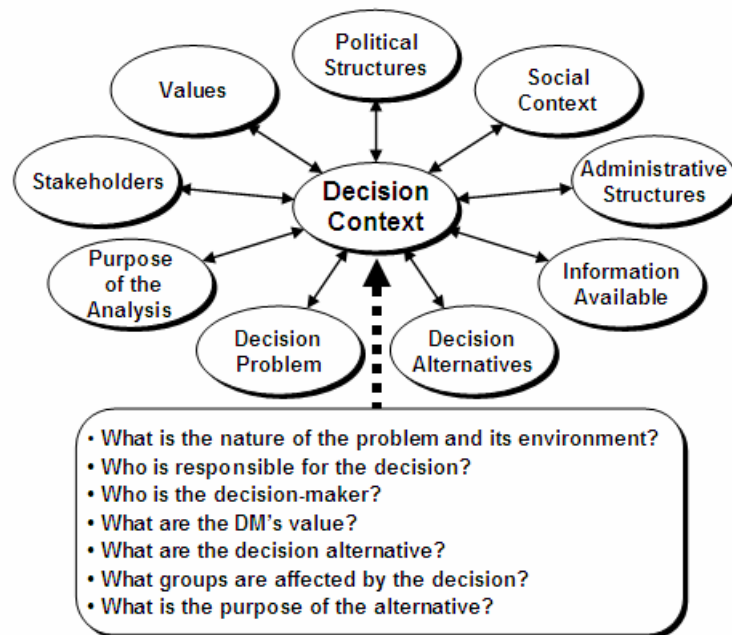 Political
Structures
Values
Social
Context
Stakeholders
Decision
Context
Administrative
Structures
Purpose
of the
Analysis
Information
Available
Decision
Problem
Decision
Alternatives
• What is the nature of the problem and its environment?
• Who is responsible for the decision?
• Who is the decision-maker?
• What are the DM's value?
• What are the decision alternative?
• What groups are affected by the decision?
• What is the purpose of the alternative?